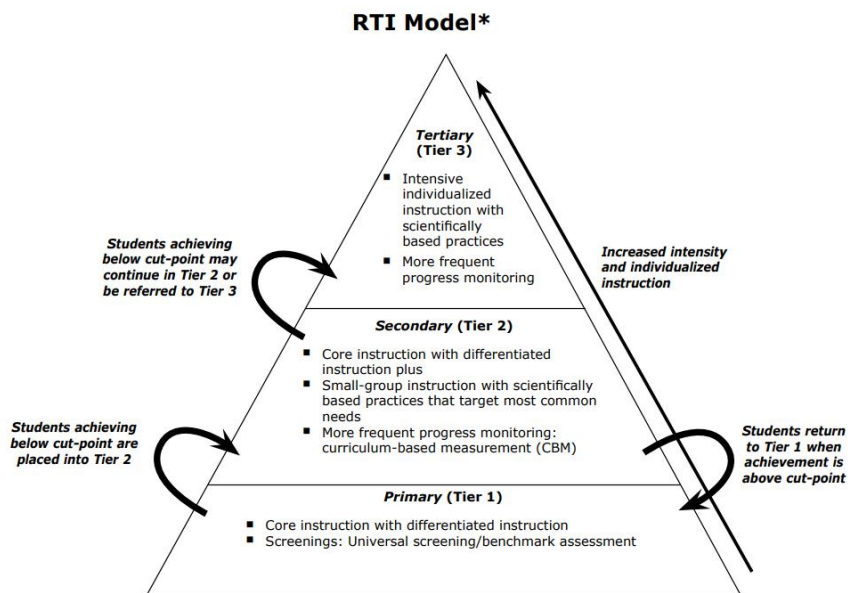 RTI Model*
Tertiary
(Tier 3)
▪ Intensive
individualized
instruction with
scientifically
based practices
▪ More frequent
progress monitoring
Students achieving
below cut-point may
continue in Tier 2 or
be referred to Tier 3
Increased intensity
and individualized
instruction
Secondary (Tier 2)
▪ Core instruction with differentiated
instruction plus
▪ Small-group instruction with scientifically
based practices that target most common
needs
▪ More frequent progress monitoring:
curriculum-based measurement (CBM)
Students achieving
below cut-point are
placed into Tier 2
Students return
to Tier 1 when
achievement is
above cut-point
Primary (Tier 1)
▪ Core instruction with differentiated instruction
▪ Screenings: Universal screening/benchmark assessment